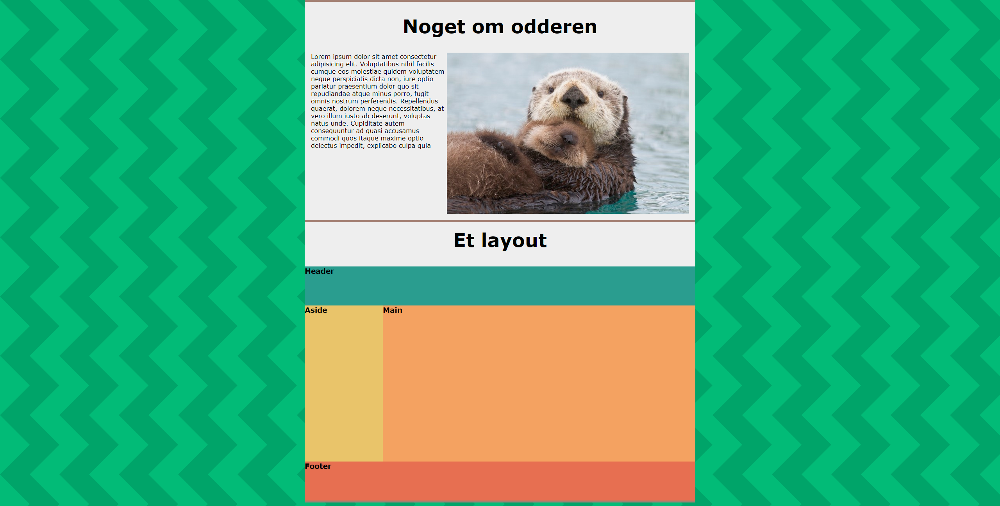 Noget om odderen
Lorem ipsum dolor sit amet consectetur
adipisicing elit. Voluptatibus nihil facilis
cumque eos molestiae quidem voluptatem
neque perspiciatis dicta non, iure optio
pariatur praesentium dolor quo sit
repudiandae atque minus porro, fugit
omnis nostrum perferendis. Repellendus
quaerat, dolorem neque necessitatibus, at
vero illum iusto ab deserunt, voluptas
natus unde. Cupiditate autem
consequuntur ad quasi accusamus
commodi quos itaque maxime optio
delectus impedit, explicabo culpa quia
Et layout
Header
Aside
Main
Footer